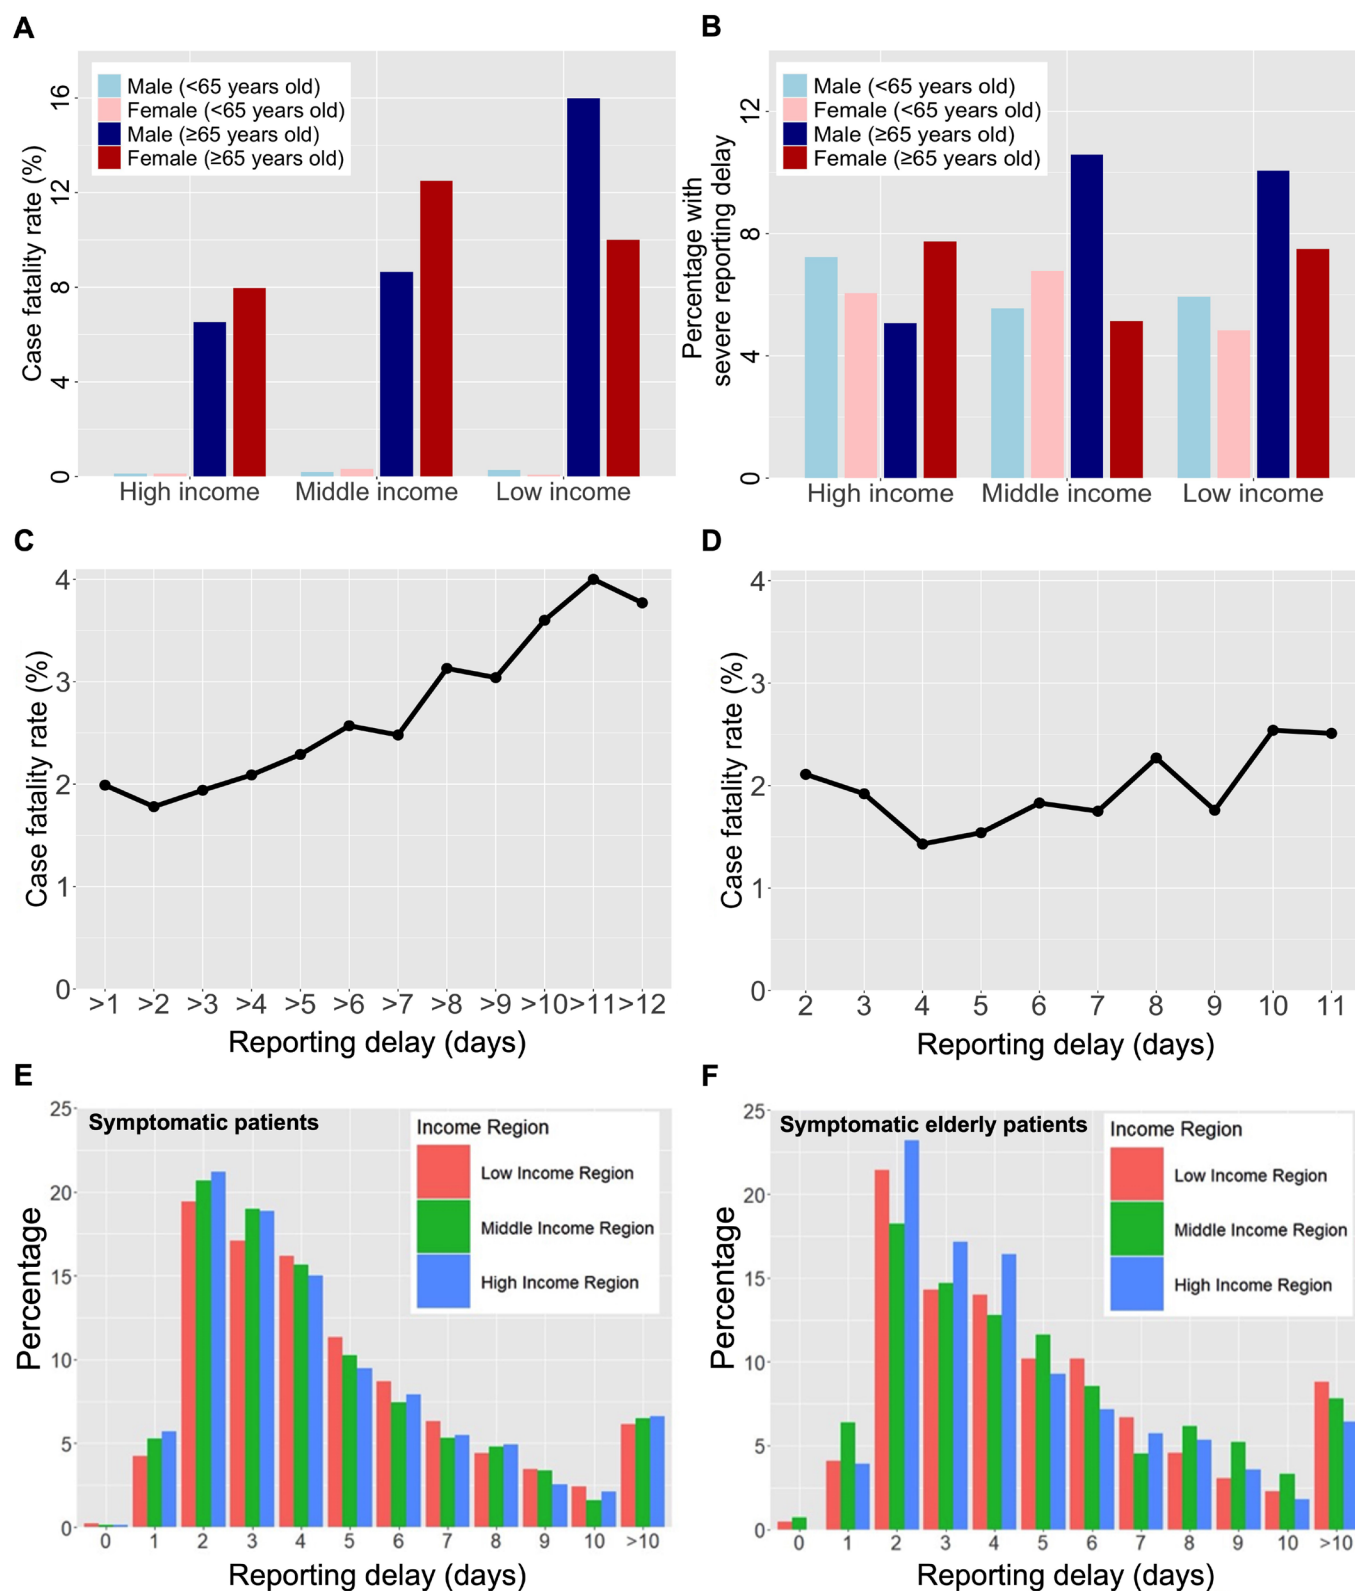 A
Male (<65 years old)
Female (<65 years old)
Male (≥65 years old)
Female (≥65 years old)
Case fatality rate (%)
16
12
8
4
0
High income
Middle income
Low income
B
Male (<65 years old)
Female (<65 years old)
Male (≥65 years old)
Female (≥65 years old)
Percentage with
severe reporting delay
12
8
4
0
High income
Middle income
Low income
C
Case fatality rate (%)
4
3
2
1
0
>1 >2 >3 >4 >5 >6 >7 >8 >9 >10 >11 >12
Reporting delay (days)
D
Case fatality rate (%)
4
3
2
1
0
2 3 4 5 6 7 8 9 10 11
Reporting delay (days)
E
Symptomatic patients
Income Region
Low Income Region
Middle Income Region
High Income Region
Percentage
25
20
15
10
5
0
0 1 2 3 4 5 6 7 8 9 10 >10
Reporting delay (days)
F
Symptomatic elderly patients
Income Region
Low Income Region
Middle Income Region
High Income Region
Percentage
25
20
15
10
5
0
0 1 2 3 4 5 6 7 8 9 10 >10
Reporting delay (days)